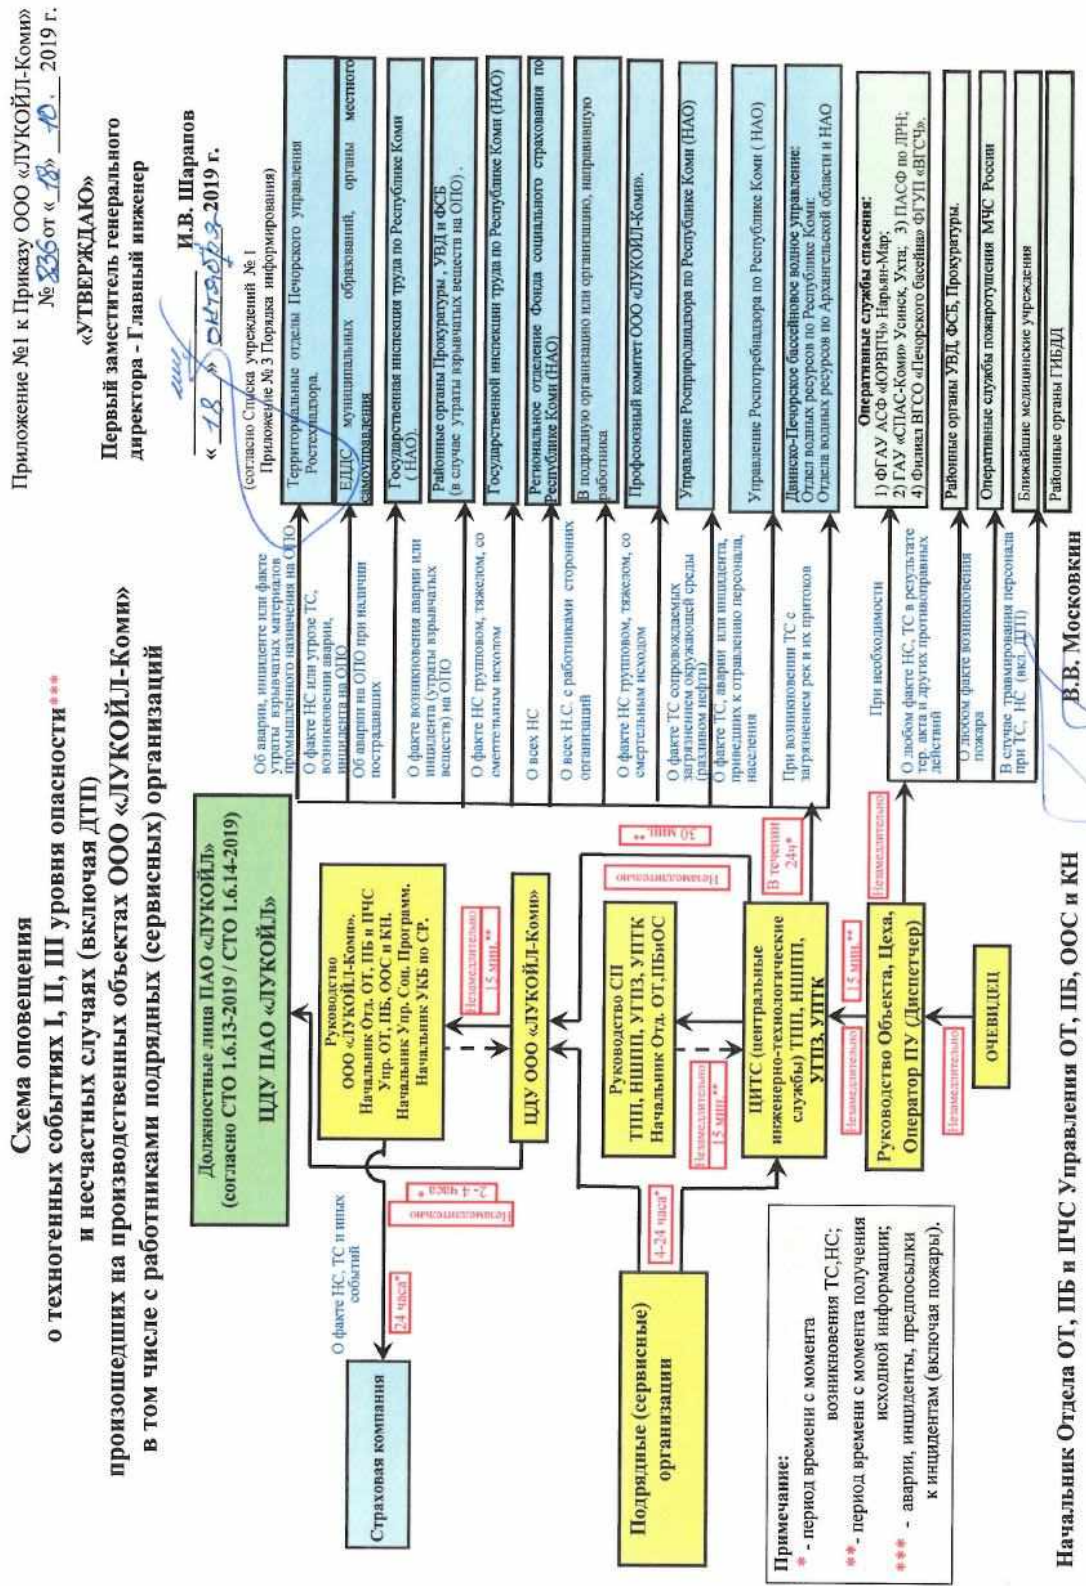 Приложение №1 к Приказу ООО «ЛУКОЙЛ-Коми»
№ 836 от « 18 » 10. 2019 г.
«УТВЕРЖДАЮ»
Первый заместитель генерального
директора - Главный инженер
И.В. Шарапов
« 18 » октября 2019 г.
Схема оповещения
о техногенных событиях I, II, III уровня опасности***
и несчастных случаях (включая ДТП)
произошедших на производственных объектах ООО «ЛУКОЙЛ-Коми»
в том числе с работниками подрядных (сервисных) организаций
(согласно Списка учреждений № 1
Приложение № 3 Порядка информирования)
Должностные лица ПАО «ЛУКОЙЛ»
(согласно СТО 1.6.13-2019 / СТО 1.6.14-2019)
ЦДУ ПАО «ЛУКОЙЛ»
Руководство
ООО «ЛУКОЙЛ-Коми».
Начальник Отд. ОТ, ПБ и ПЧС
Упр. ОТ, ПБ, ООС и КН.
Начальник Упр. Соц. Программ.
Начальник УКБ по СР.
Незамедлительно
15 мин.**
ЦДУ ООО «ЛУКОЙЛ-Коми»
2- 4 часа *
Незамедлительно
О факте НС, ТС и иных
событий
24 часа*
Страховая компания
30 мин. **
Незамедлительно
Руководство СП
ТПП, НШПП, УГПЗ, УПТК
Начальник Отд. ОТ,ПБиОС
Незамедлительно
15 мин.**
ЦИТС (центральные
инженерно-технологические
службы) ТПП, НШПП,
УГПЗ, УПТК
В течении
24ч*
Подрядные (сервисные)
организации
4-24 часа*
Незамедлительно
15 мин.**
Руководство Объекта, Цеха,
Оператор ПУ (Диспетчер)
Незамедлительно
Незамедлительно
ОЧЕВИДЕЦ
Об аварии, инциденте или факте
утраты взрывчатых материалов
промышленного назначения на ОПО
Территориальные отделы Печорского управления
Ростехнадзора.
О факте НС или угрозе ТС,
возникновении аварии,
инцидента на ОПО
ЕДДС муниципальных образований, органы местного
самоуправления
Об аварии на ОПО при наличии
пострадавших
Государственная инспекция труда по Республике Коми
( НАО).
О факте возникновения аварии или
инцидента (утраты взрывчатых
веществ) на ОПО
Районные органы Прокуратуры , УВД и ФСБ
(в случае утраты взрывчатых веществ на ОПО) .
О факте НС групповом, тяжелом, со
смертельным исходом
Государственной инспекции труда по Республике Коми (НАО)
О всех НС
Региональное отделение Фонда социального страхования по
Республике Коми (НАО)
О всех Н.С. с работниками сторонних
организаций
В подрядную организацию или организацию, направившую
работника
О факте НС групповом, тяжелом, со
смертельным исходом
Профсоюзный комитет ООО «ЛУКОЙЛ-Коми».
О факте ТС сопровождаемых
загрязнением окружающей среды
(разливом нефти)
Управление Росприроднадзора по Республике Коми (НАО)
О факте ТС, аварии или инцидента,
приведших к отравлению персонала,
населения
Управление Роспотребнадзора по Республике Коми ( НАО)
При возникновении ТС с
загрязнением рек и их притоков
Двинско-Печорское бассейновое водное управление:
Отдел водных ресурсов по Республике Коми:
Отдела водных ресурсов по Архангельской области и НАО
При необходимости
Оперативные службы спасения:
1) ФГАУ АСФ «ЮРВПЧ» Нарьян-Мар;
2) ГАУ «СПАС-Коми» Усинск, Ухта; 3) ПАСФ по ЛРН;
4) Филиал ВГСО «Печорского бассейна» ФГУП «ВГСЧ».
О любом факте НС, ТС в результате
тер. акта и других противоправных
действий
Районные органы УВД, ФСБ, Прокуратуры.
О любом факте возникновения
пожара
Оперативные службы пожаротушения МЧС России
В случае травмирования персонала
при ТС, НС (вкл. ДТП)
Ближайшие медицинские учреждения
Районные органы ГИБДД
Примечание:
* - период времени с момента
возникновения ТС,НС;
** - период времени с момента получения
исходной информации;
*** - аварии, инциденты, предпосылки
к инцидентам (включая пожары).
Начальник Отдела ОТ, ПБ и ПЧС Управления ОТ, ПБ, ООС и КН
В.В. Московкин